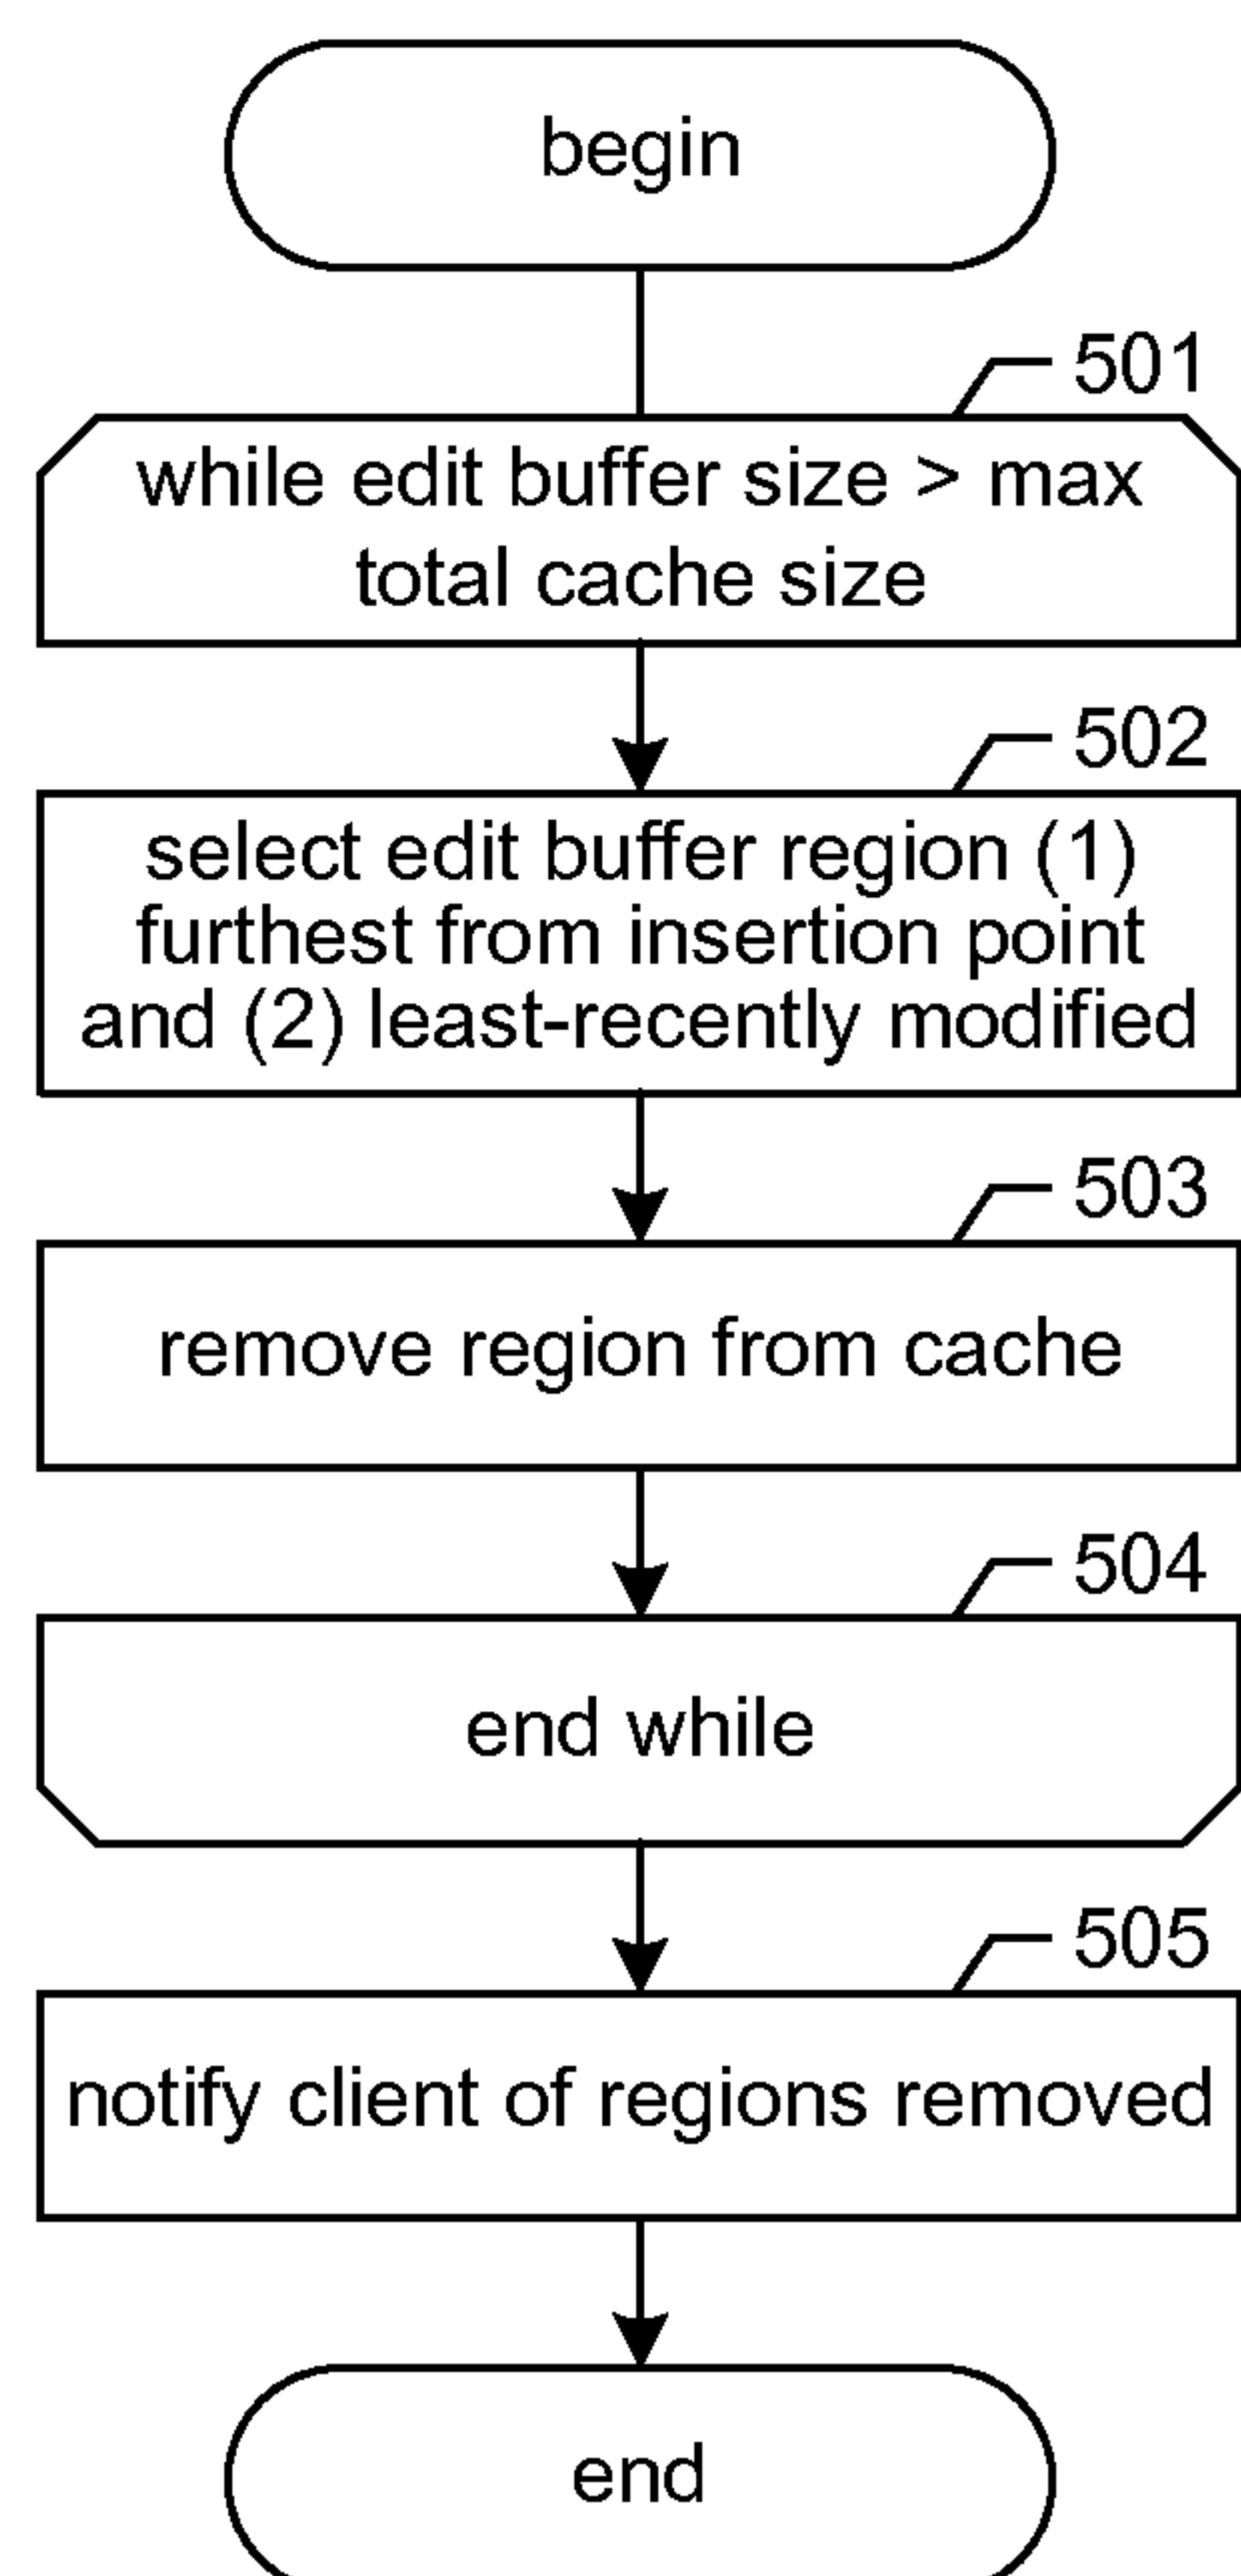 begin
501
while edit buffer size > max
total cache size
502
select edit buffer region (1)
furthest from insertion point
and (2) least-recently modified
503
remove region from cache
504
end while
505
notify client of regions removed
end